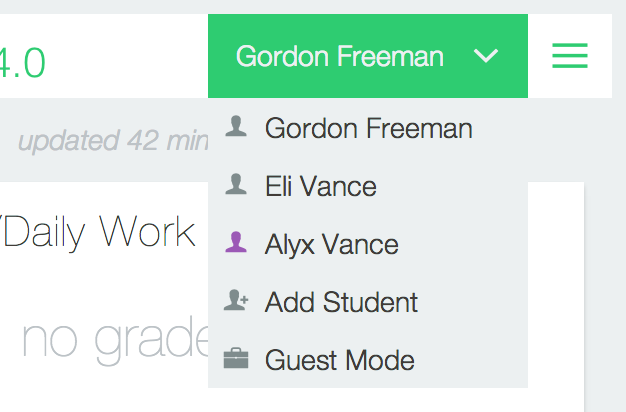 4.0
Gordon Freeman
updated 42 min
Gordon Freeman
Eli Vance
/Daily Work
Alyx Vance
Add Student
no grade
Guest Mode